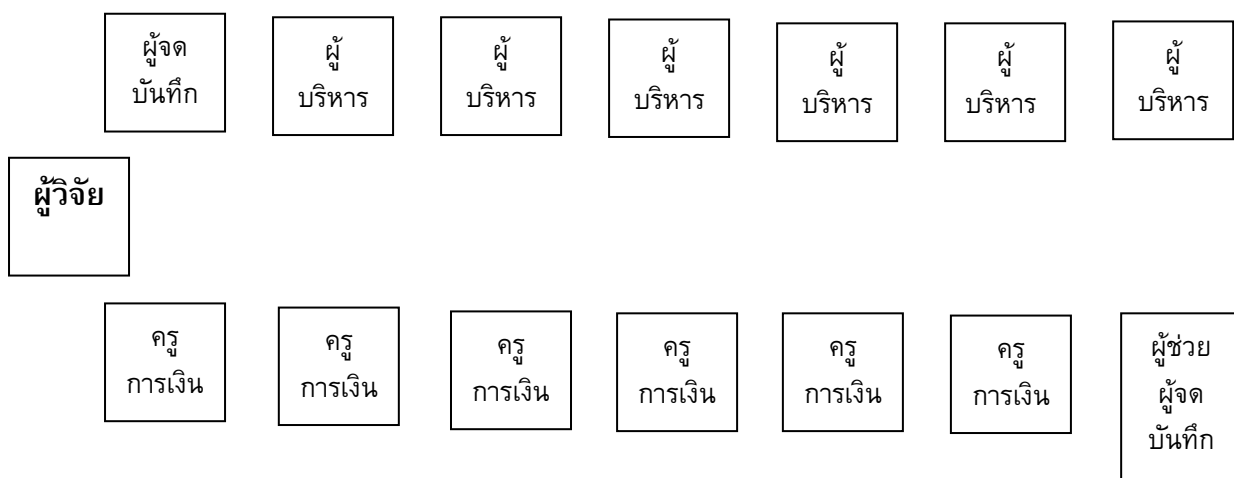 ผู้จด
บันทึก
ผู้
บริหาร
ผู้
บริหาร
ผู้
บริหาร
ผู้
บริหาร
ผู้
บริหาร
ผู้
บริหาร
ผู้วิจัย
ครู
การเงิน
ครู
การเงิน
ครู
การเงิน
ครู
การเงิน
ครู
การเงิน
ครู
การเงิน
ผู้ช่วย
ผู้จด
บันทึก